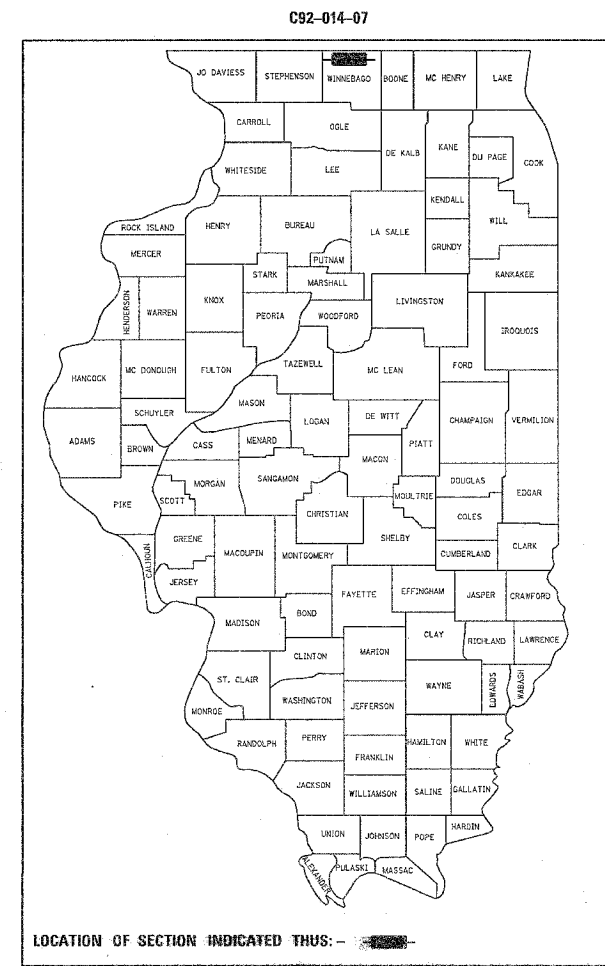 C92-014-07
JO DAVIESS STEPHENSON WINNEBAGO BOONE MC HENRY LAKE
CARROLL OGLE
DE KALB KANE DU PAGE COOK
WHITESIDE LEE
KENDALL
ROCK ISLAND HENRY BUREAU LA SALLE GRUNDY WILL
MERCER PUTNAM
STARK MARSHALL KANKAKEE
HENDERSON WARREN KNOX PEORIA WOODFORD LIVINGSTON IROQUOIS
HANCOCK MC DONOUGH FULTON TAZEWELL MC LEAN FORD
MASON
SCHUYLER LOGAN DE WITT CHAMPAIGN VERMILION
ADAMS BROWN CASS MENARD MACON PIATT
MORGAN SANGAMON DOUGLAS
PIKE SCOTT CHRISTIAN MOULTRIE EDGAR
COLES
GREENE MACOUPIN MONTGOMERY SHELBY CUMBERLAND CLARK
CALHOUN JERSEY
FAYETTE EFFINGHAM JASPER CRAWFORD
MADISON BOND
CLAY RICHLAND LAWRENCE
CLINTON MARION
ST. CLAIR WAYNE EDWARDS WABASH
WASHINGTON JEFFERSON
MONROE
RANDOLPH PERRY HAMILTON WHITE
FRANKLIN
JACKSON WILLIAMSON SALINE GALLATIN
UNION JOHNSON POPE HARDIN
ALEXANDER PULASKI MASSAC
LOCATION OF SECTION INDICATED THUS: - -